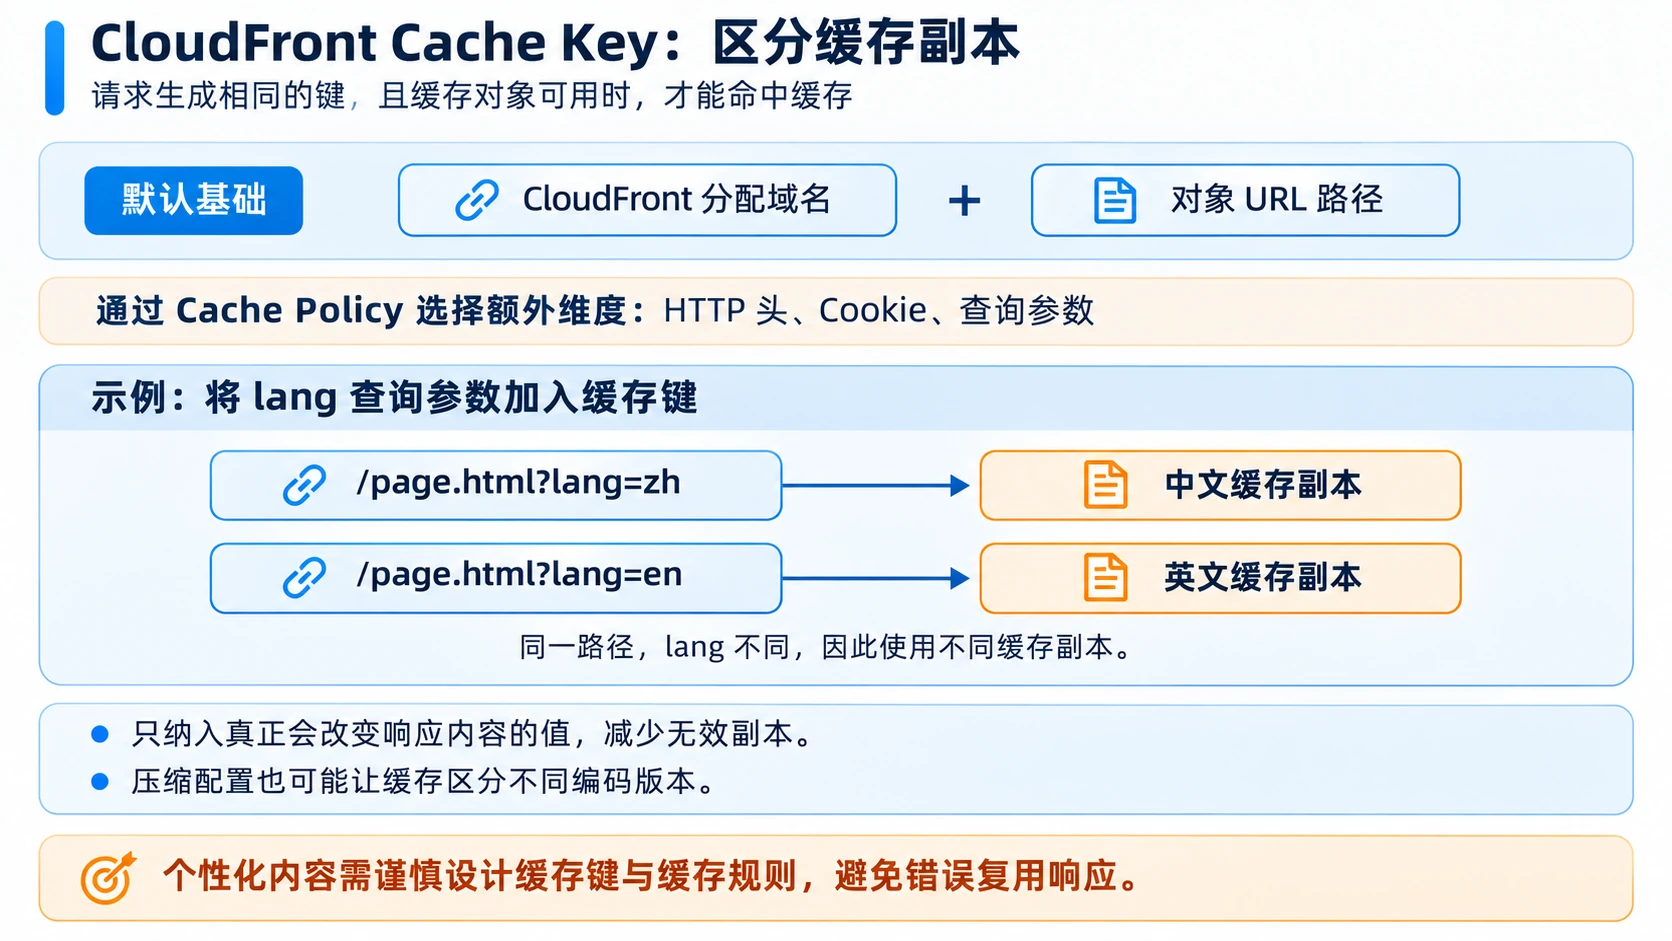 CloudFront Cache Key：区分缓存副本
请求生成相同的键，且缓存对象可用时，才能命中缓存
默认基础
CloudFront 分配域名
+
对象 URL 路径
通过 Cache Policy 选择额外维度：HTTP 头、Cookie、查询参数
示例：将 lang 查询参数加入缓存键
/page.html?lang=zh
中文缓存副本
/page.html?lang=en
英文缓存副本
同一路径，lang 不同，因此使用不同缓存副本。
只纳入真正会改变响应内容的值，减少无效副本。
压缩配置也可能让缓存区分不同编码版本。
个性化内容需谨慎设计缓存键与缓存规则，避免错误复用响应。